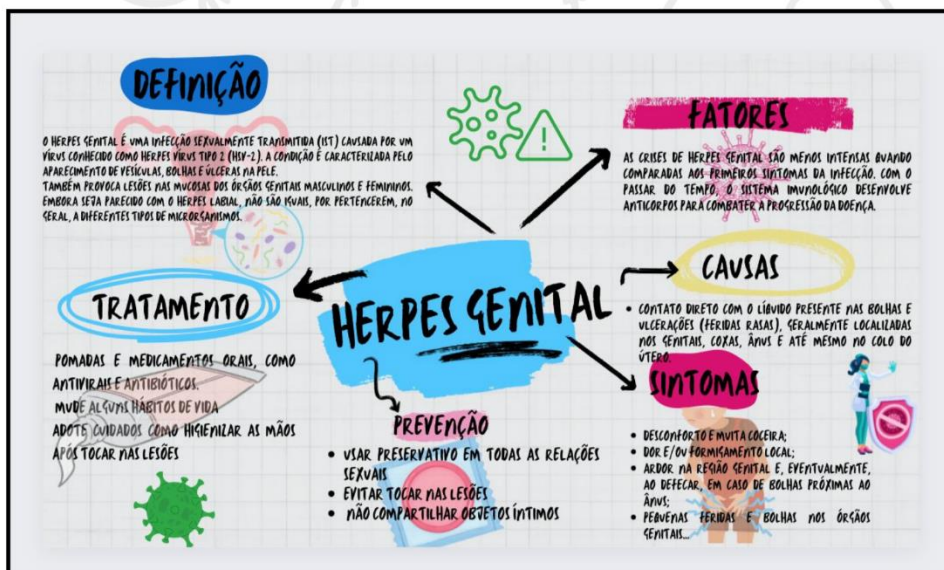 DEFINIÇÃO
O HERPES GENITAL É UMA INFECÇÃO SEXUALMENTE TRANSMITIDA (IST) CAUSADA POR UM
VÍRUS CONHECIDO COMO HERPES VÍRUS TIPO 2 (HSV-2). A CONDIÇÃO É CARACTERIZADA PELO
APARECIMENTO DE VESÍCULAS, BOLHAS E ÚLCERAS NA PELE.
TAMBÉM PROVOCA LESÕES NAS MUCOSAS DOS ÓRGÃOS GENITAIS MASCULINOS E FEMININOS.
EMBORA SEJA PARECIDO COM O HERPES LABIAL, NÃO SÃO IGUAIS, POR PERTENCEREM, NO
GERAL, A DIFERENTES TIPOS DE MICRORGANISMOS.
FATORES
AS CRISES DE HERPES GENITAL SÃO MENOS INTENSAS QUANDO
COMPARADAS AOS PRIMEIROS SINTOMAS DA INFECÇÃO. COM O
PASSAR DO TEMPO, O SISTEMA IMUNOLÓGICO DESENVOLVE
ANTICORPOS PARA COMBATER A PROGRESSÃO DA DOENÇA.
HERPES GENITAL
CAUSAS
• CONTATO DIRETO COM O LÍQUIDO PRESENTE NAS BOLHAS E
ULCERAÇÕES (FERIDAS RASAS), GERALMENTE LOCALIZADAS
NOS GENITAIS, COXAS, ÂNUS E ATÉ MESMO NO COLO DO
ÚTERO.
TRATAMENTO
POMADAS E MEDICAMENTOS ORAIS, COMO
ANTIVIRAIS E ANTIBIÓTICOS.
MUDE ALGUNS HÁBITOS DE VIDA
ADOTE CUIDADOS COMO HIGIENIZAR AS MÃOS
APÓS TOCAR NAS LESÕES
PREVENÇÃO
• USAR PRESERVATIVO EM TODAS AS RELAÇÕES
SEXUAIS
• EVITAR TOCAR NAS LESÕES
• NÃO COMPARTILHAR OBJETOS ÍNTIMOS
SINTOMAS
• DESCONFORTO E MUITA COCEIRA;
• DOR E/OU FORMIGAMENTO LOCAL;
• ARDOR NA REGIÃO GENITAL E, EVENTUALMENTE,
AO DEFECAR, EM CASO DE BOLHAS PRÓXIMAS AO
ÂNUS;
• PEQUENAS FERIDAS E BOLHAS NOS ÓRGÃOS
GENITAIS...